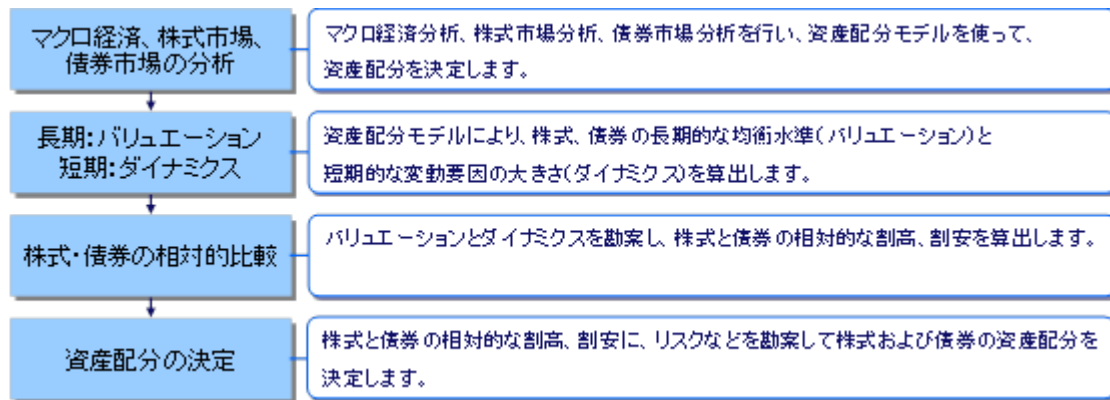 マクロ経済、株式市場、
債券市場の分析
マクロ経済分析、株式市場分析、債券市場分析を行い、資産配分モデルを使って、
資産配分を決定します。
長期:バリュエーション
短期:ダイナミクス
資産配分モデルにより、株式、債券の長期的な均衡水準(バリュエーション)と
短期的な変動要因の大きさ(ダイナミクス)を算出します。
株式・債券の相対的比較
バリュエーションとダイナミクスを勘案し、株式と債券の相対的な割高、割安を算出します。
資産配分の決定
株式と債券の相対的な割高、割安に、リスクなどを勘案して株式および債券の資産配分を
決定します。